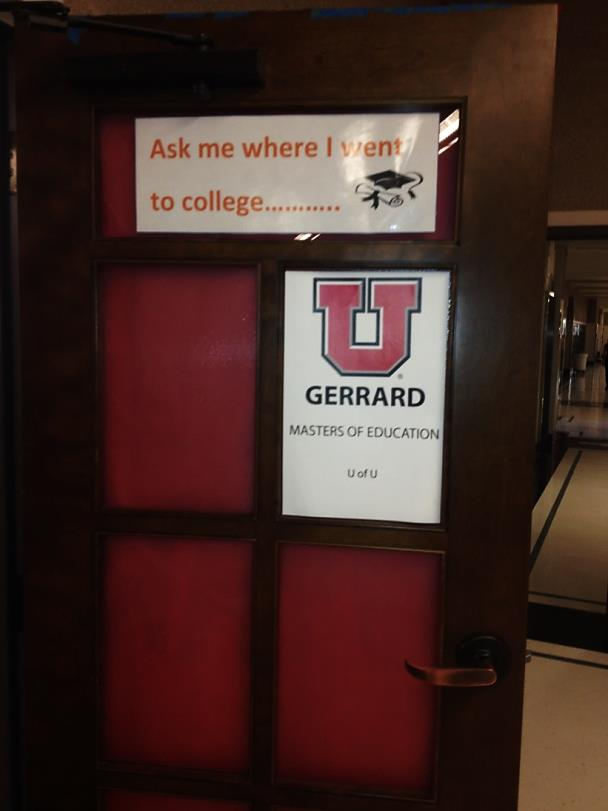 Ask me where I went
to college...........
U
GERRARD
MASTERS OF EDUCATION
U of U